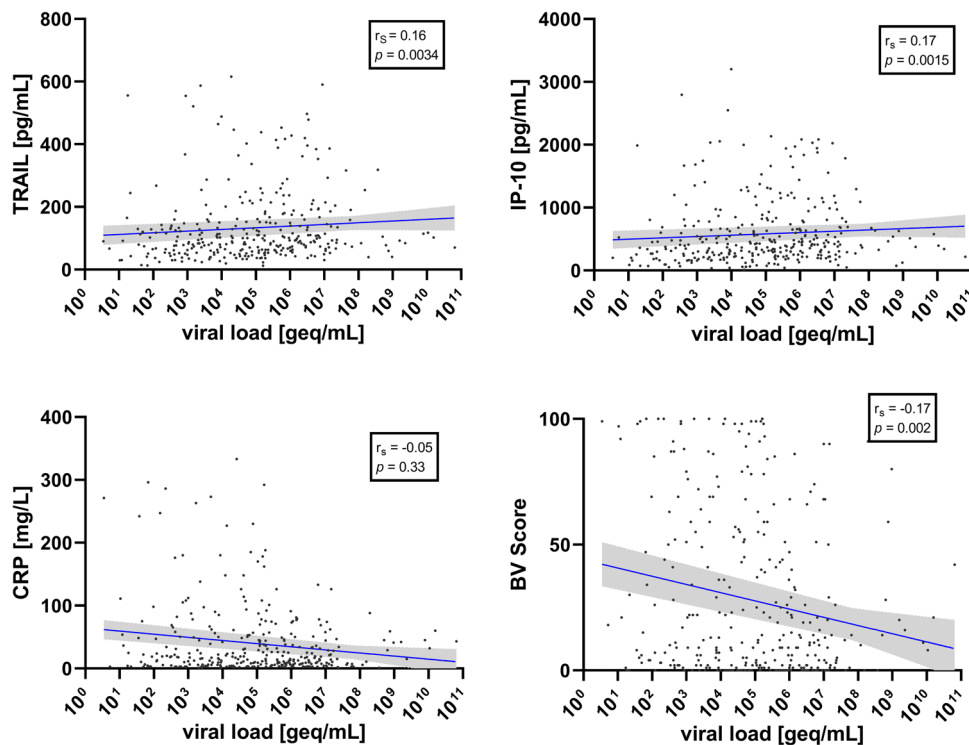 r_S = 0.16
p = 0.0034
TRAIL [pg/mL]
800
600
400
200
0
10^0 10^1 10^2 10^3 10^4 10^5 10^6 10^7 10^8 10^9 10^10 10^11
viral load [geq/mL]
r_s = 0.17
p = 0.0015
IP-10 [pg/mL]
4000
3000
2000
1000
0
10^0 10^1 10^2 10^3 10^4 10^5 10^6 10^7 10^8 10^9 10^10 10^11
viral load [geq/mL]
r_s = -0.05
p = 0.33
CRP [mg/L]
400
300
200
100
0
10^0 10^1 10^2 10^3 10^4 10^5 10^6 10^7 10^8 10^9 10^10 10^11
viral load [geq/mL]
r_s = -0.17
p = 0.002
BV Score
100
50
0
10^0 10^1 10^2 10^3 10^4 10^5 10^6 10^7 10^8 10^9 10^10 10^11
viral load [geq/mL]